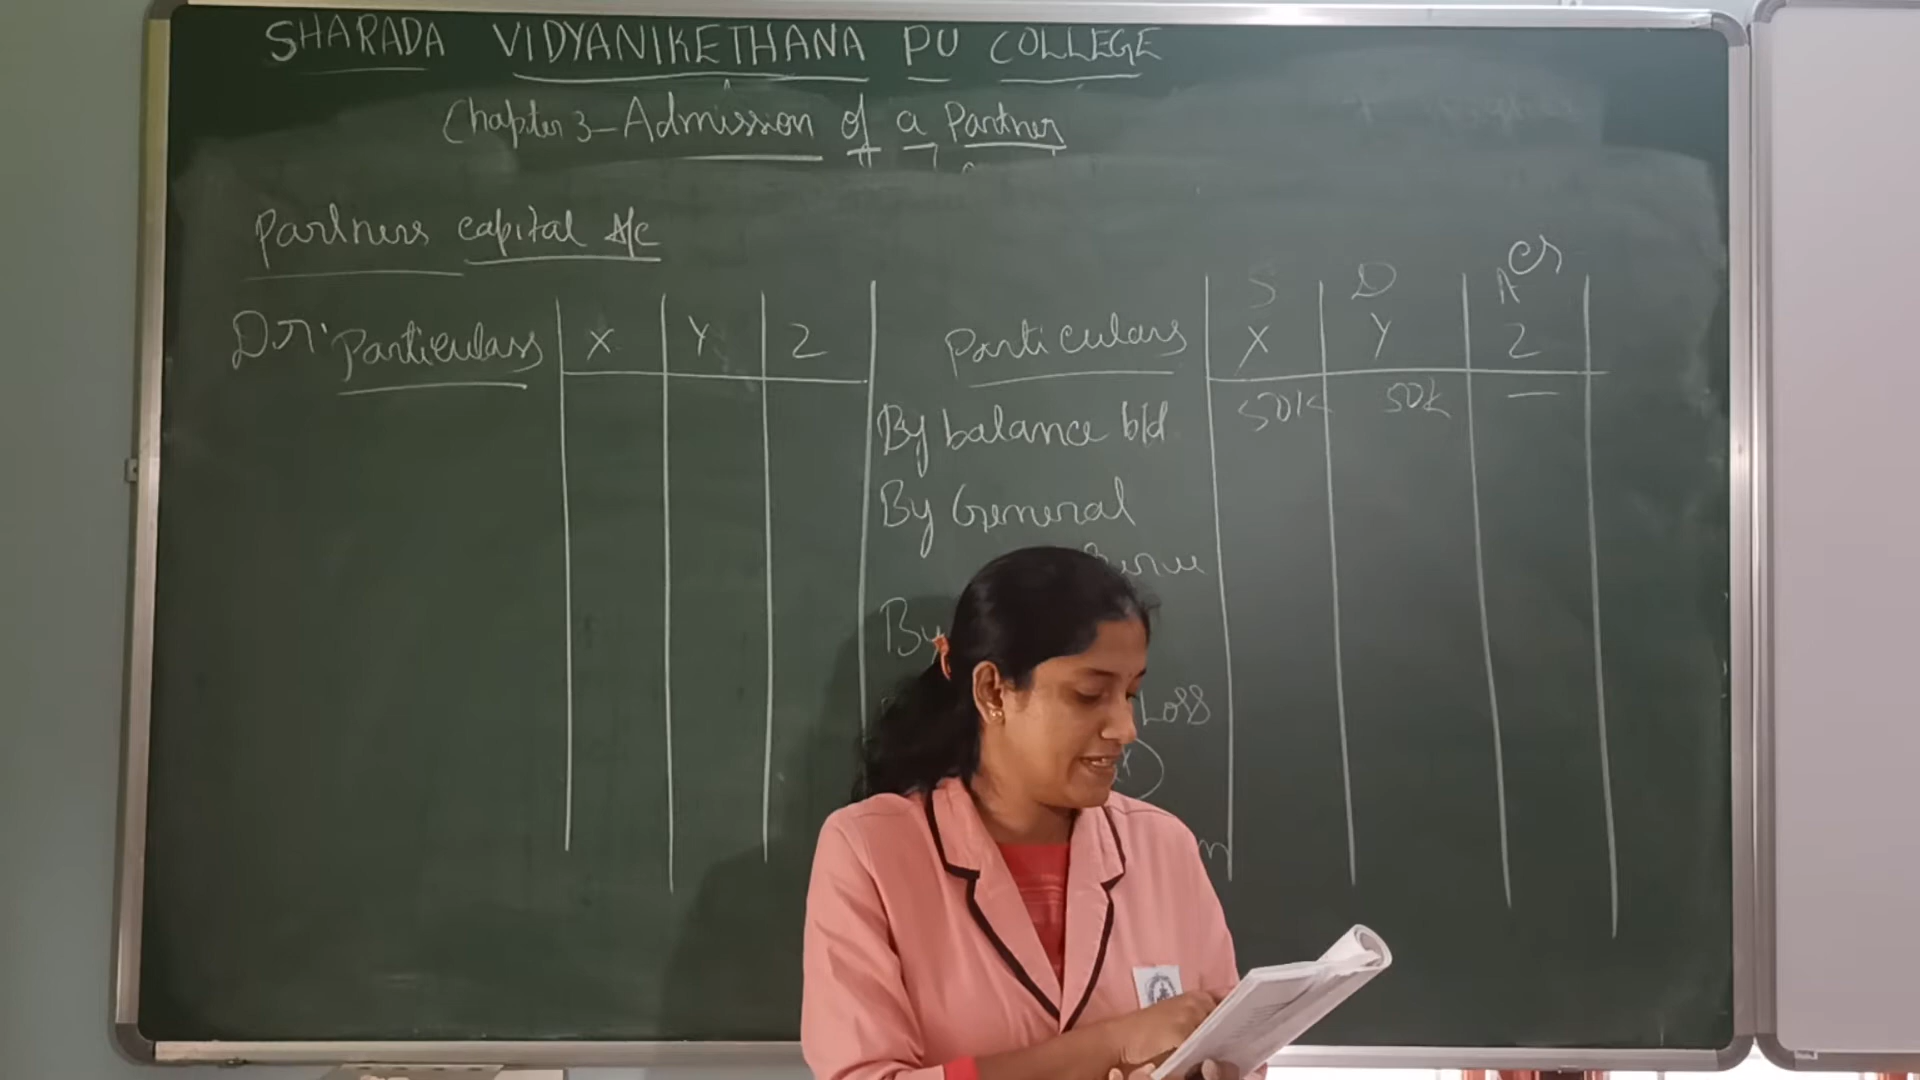 SHARADA VIDYANIKETHANA PU COLLEGE
Chapter 3 - Admission of a Partner
Partners capital A/c
Dr. Particulars X Y Z
Cr
S D A
Particulars X Y Z
By balance b/d 50k 50k —
By General
By
Loss